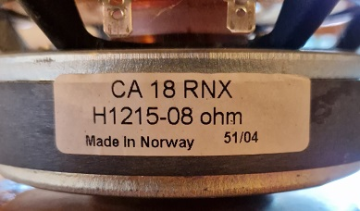 CA 18 RNX
H1215-08 ohm
Made In Norway 51/04